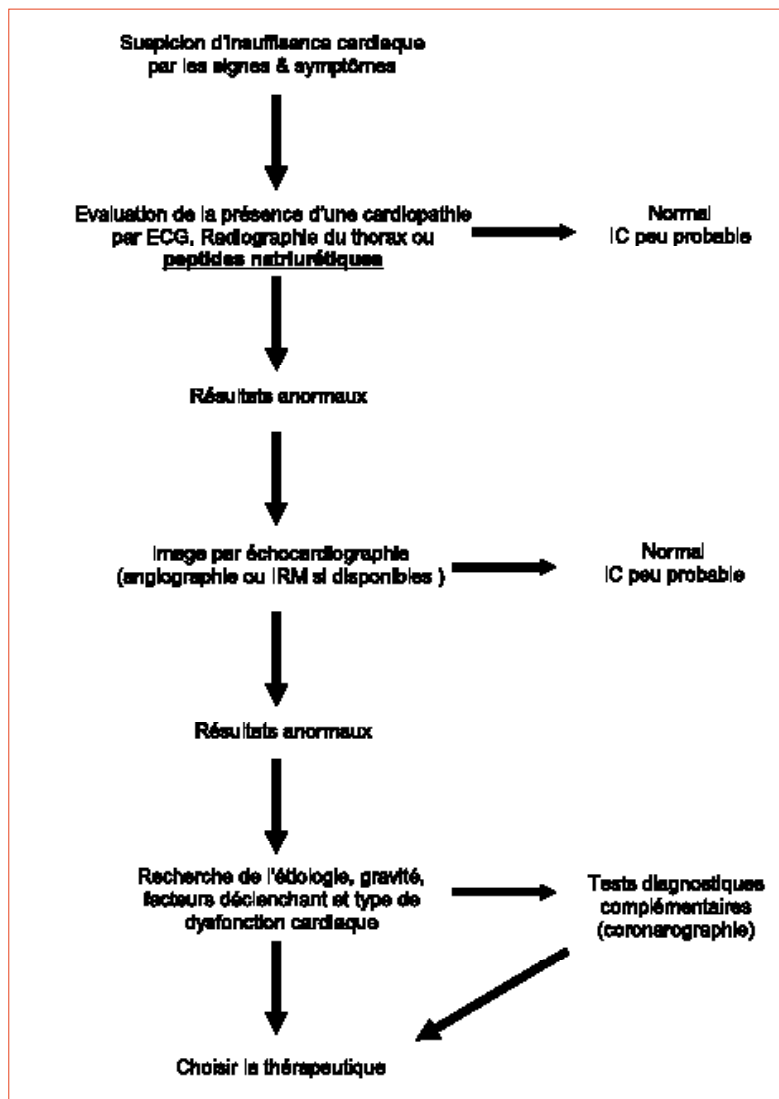 Suspicion d'insuffisance cardiaque
par les signes & symptômes
Evaluation de la présence d'une cardiopathie
par ECG, Radiographie du thorax ou
peptides natriurétiques
Normal
IC peu probable
Résultats anormaux
Image par échocardiographie
(angiographie ou IRM si disponibles )
Normal
IC peu probable
Résultats anormaux
Recherche de l'étiologie, gravité,
facteurs déclenchant et type de
dysfonction cardiaque
Tests diagnostiques
complémentaires
(coronarographie)
Choisir la thérapeutique